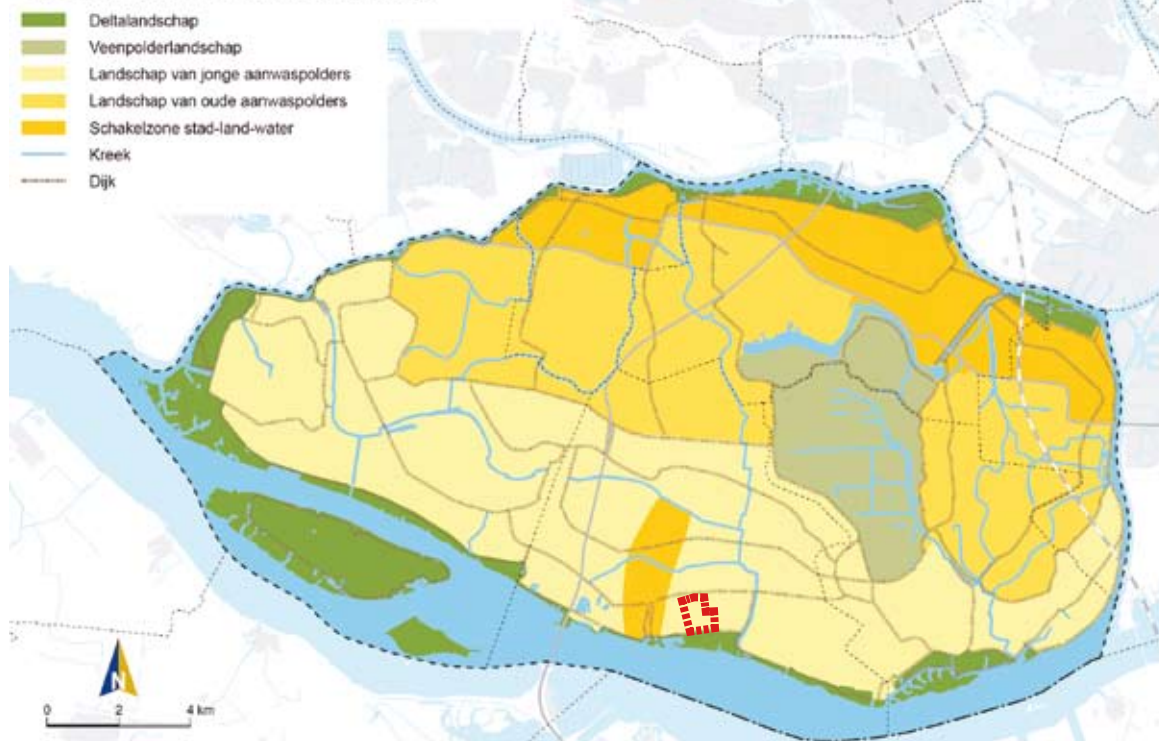 Deltalandschap
Veenpolderlandschap
Landschap van jonge aanwaspolders
Landschap van oude aanwaspolders
Schakelzone stad-land-water
Kreek
Dijk
N
0 2 4 km